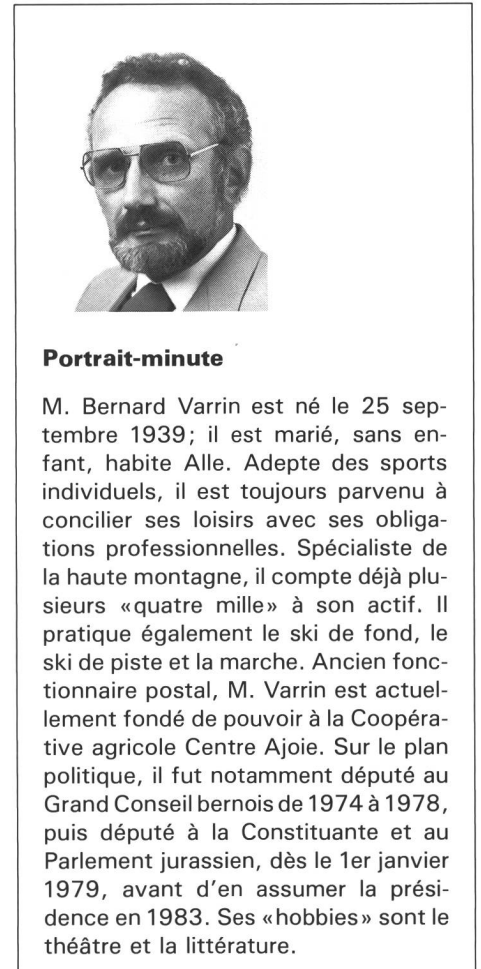 Portrait-minute
M. Bernard Varrin est né le 25 sep-
tembre 1939; il est marié, sans en-
fant, habite Alle. Adepte des sports
individuels, il est toujours parvenu à
concilier ses loisirs avec ses obliga-
tions professionnelles. Spécialiste de
la haute montagne, il compte déjà plu-
sieurs «quatre mille» à son actif. Il
pratique également le ski de fond, le
ski de piste et la marche. Ancien fonc-
tionnaire postal, M. Varrin est actuel-
lement fondé de pouvoir à la Coopéra-
tive agricole Centre Ajoie. Sur le plan
politique, il fut notamment député au
Grand Conseil bernois de 1974 à 1978,
puis député à la Constituante et au
Parlement jurassien, dès le 1er janvier
1979, avant d'en assumer la prési-
dence en 1983. Ses «hobbies» sont le
théâtre et la littérature.